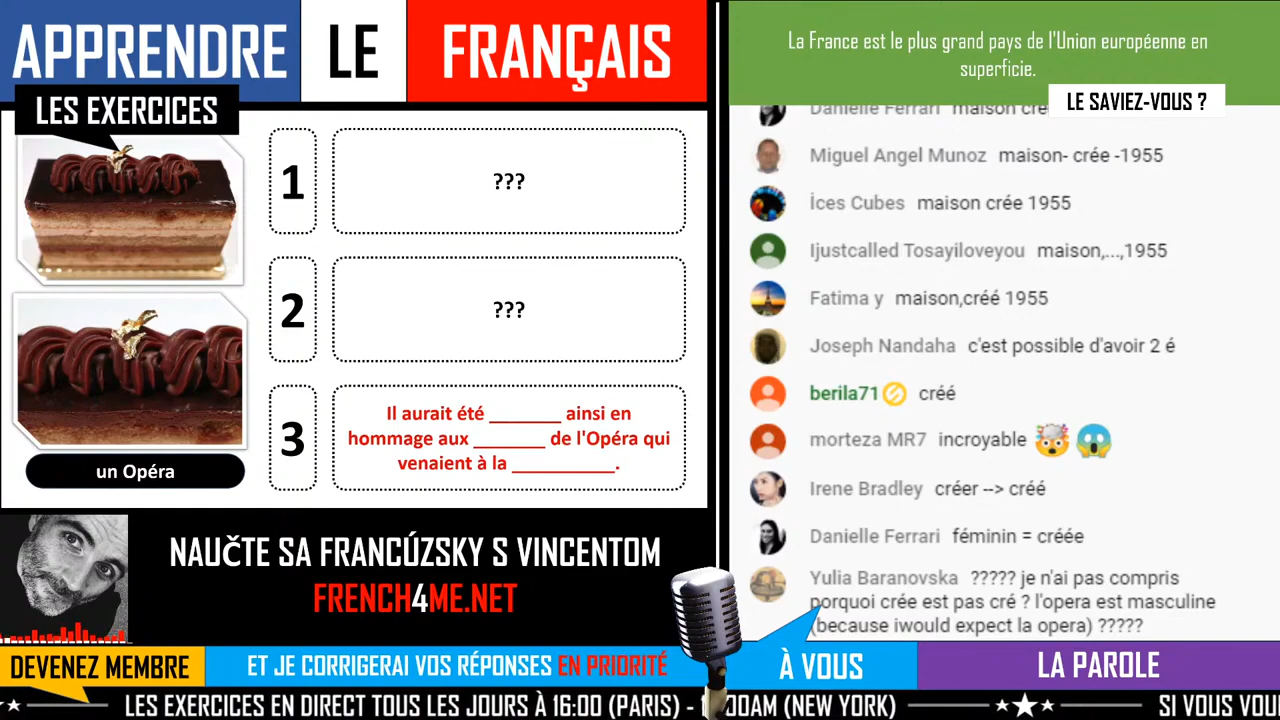 APPRENDRE LE FRANÇAIS
LES EXERCICES
1
???
2
???
3
Il aurait été _______ ainsi en
hommage aux _______ de l'Opéra qui
venaient à la __________.
un Opéra
NAUČTE SA FRANCÚZSKY S VINCENTOM
FRENCH4ME.NET
DEVENEZ MEMBRE
ET JE CORRIGERAI VOS RÉPONSES EN PRIORITÉ
La France est le plus grand pays de l'Union européenne en
superficie.
LE SAVIEZ-VOUS ?
Danielle Ferrari maison cré
Miguel Angel Munoz maison- crée -1955
İces Cubes maison crée 1955
Ijustcalled Tosayiloveyou maison,...,1955
Fatima y maison,créé 1955
Joseph Nandaha c'est possible d'avoir 2 é
berila71 créé
morteza MR7 incroyable
Irene Bradley créer --> créé
Danielle Ferrari féminin = créée
Yulia Baranovska ????? je n'ai pas compris
porquoi crée est pas cré ? l'opera est masculine
(because iwould expect la opera) ?????
À VOUS
LA PAROLE
LES EXERCICES EN DIRECT TOUS LES JOURS À 16:00 (PARIS) - 1 00AM (NEW YORK)
SI VOUS VOU